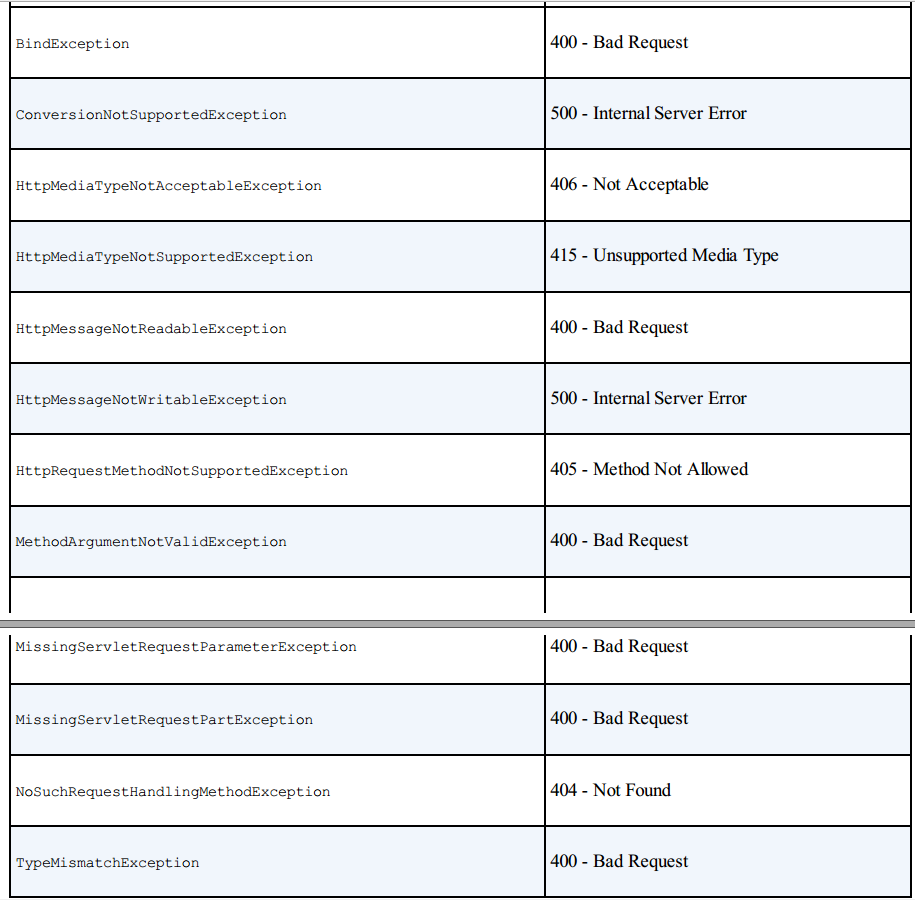 BindException 400 - Bad Request
ConversionNotSupportedException 500 - Internal Server Error
HttpMediaTypeNotAcceptableException 406 - Not Acceptable
HttpMediaTypeNotSupportedException 415 - Unsupported Media Type
HttpMessageNotReadableException 400 - Bad Request
HttpMessageNotWritableException 500 - Internal Server Error
HttpRequestMethodNotSupportedException 405 - Method Not Allowed
MethodArgumentNotValidException 400 - Bad Request
MissingServletRequestParameterException 400 - Bad Request
MissingServletRequestPartException 400 - Bad Request
NoSuchRequestHandlingMethodException 404 - Not Found
TypeMismatchException 400 - Bad Request